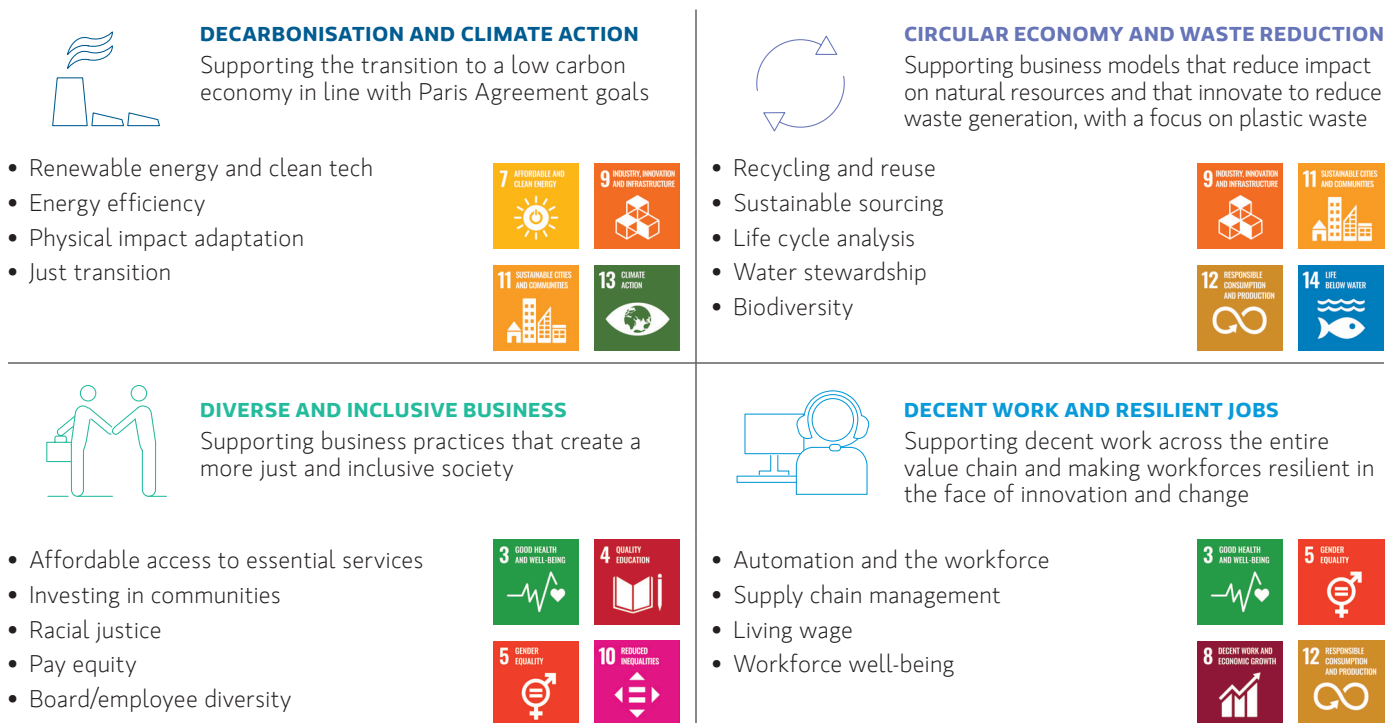 DECARBONISATION AND CLIMATE ACTION
Supporting the transition to a low carbon
economy in line with Paris Agreement goals
• Renewable energy and clean tech
• Energy efficiency
• Physical impact adaptation
• Just transition
7 AFFORDABLE AND
CLEAN ENERGY
9 INDUSTRY, INNOVATION
AND INFRASTRUCTURE
11 SUSTAINABLE CITIES
AND COMMUNITIES
13 CLIMATE
ACTION
CIRCULAR ECONOMY AND WASTE REDUCTION
Supporting business models that reduce impact
on natural resources and that innovate to reduce
waste generation, with a focus on plastic waste
• Recycling and reuse
• Sustainable sourcing
• Life cycle analysis
• Water stewardship
• Biodiversity
9 INDUSTRY, INNOVATION
AND INFRASTRUCTURE
11 SUSTAINABLE CITIES
AND COMMUNITIES
12 RESPONSIBLE
CONSUMPTION
AND PRODUCTION
14 LIFE
BELOW WATER
DIVERSE AND INCLUSIVE BUSINESS
Supporting business practices that create a
more just and inclusive society
• Affordable access to essential services
• Investing in communities
• Racial justice
• Pay equity
• Board/employee diversity
3 GOOD HEALTH
AND WELL-BEING
4 QUALITY
EDUCATION
5 GENDER
EQUALITY
10 REDUCED
INEQUALITIES
DECENT WORK AND RESILIENT JOBS
Supporting decent work across the entire
value chain and making workforces resilient in
the face of innovation and change
• Automation and the workforce
• Supply chain management
• Living wage
• Workforce well-being
3 GOOD HEALTH
AND WELL-BEING
5 GENDER
EQUALITY
8 DECENT WORK AND
ECONOMIC GROWTH
12 RESPONSIBLE
CONSUMPTION
AND PRODUCTION